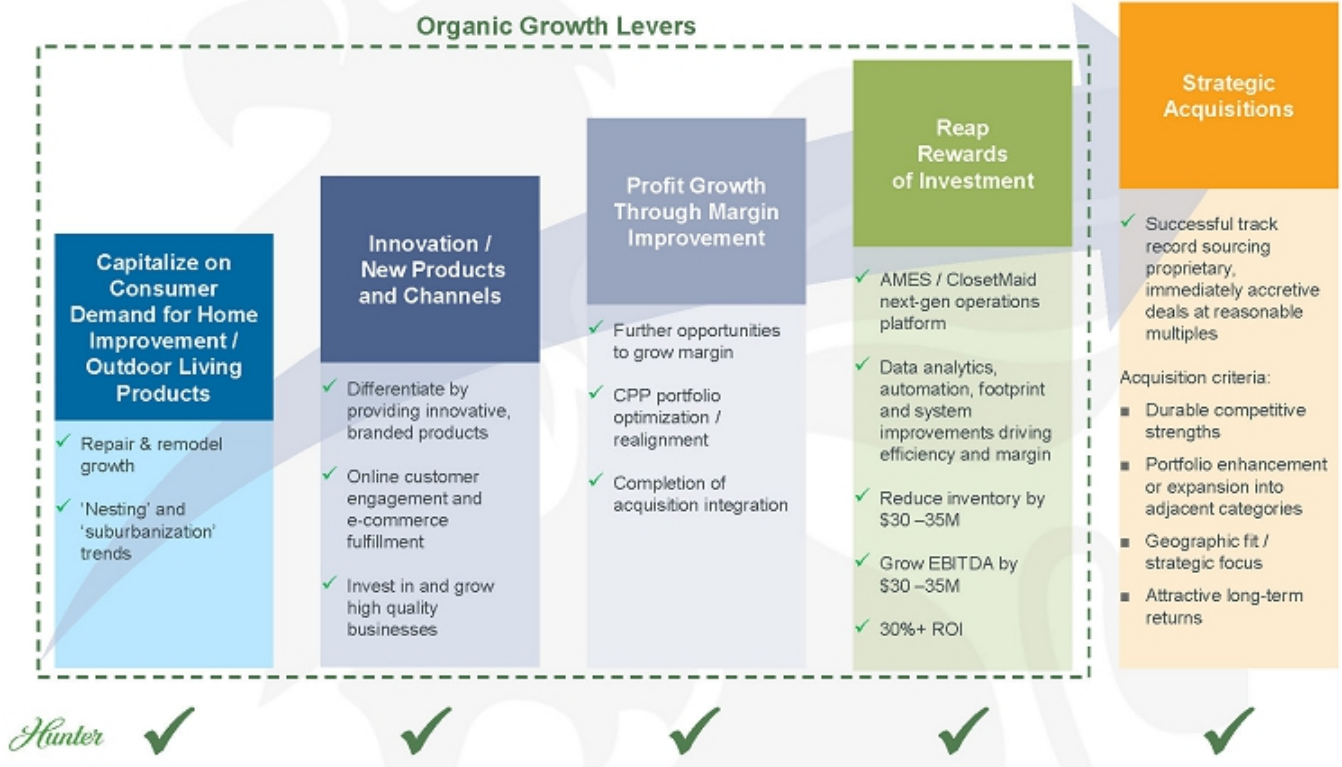 Organic Growth Levers
Capitalize on
Consumer
Demand for Home
Improvement /
Outdoor Living
Products
Repair & remodel
growth
'Nesting' and
‘suburbanization’
trends
Innovation /
New Products
and Channels
Differentiate by
providing innovative,
branded products
Online customer
engagement and
e-commerce
fulfillment
Invest in and grow
high quality
businesses
Profit Growth
Through Margin
Improvement
Further opportunities
to grow margin
CPP portfolio
optimization /
realignment
Completion of
acquisition integration
Reap
Rewards
of Investment
AMES / ClosetMaid
next-gen operations
platform
Data analytics,
automation, footprint
and system
improvements driving
efficiency and margin
Reduce inventory by
$30 –35M
Grow EBITDA by
$30 –35M
30%+ ROI
Strategic
Acquisitions
Successful track
record sourcing
proprietary,
immediately accretive
deals at reasonable
multiples
Acquisition criteria:
Durable competitive
strengths
Portfolio enhancement
or expansion into
adjacent categories
Geographic fit /
strategic focus
Attractive long-term
returns
Hunter